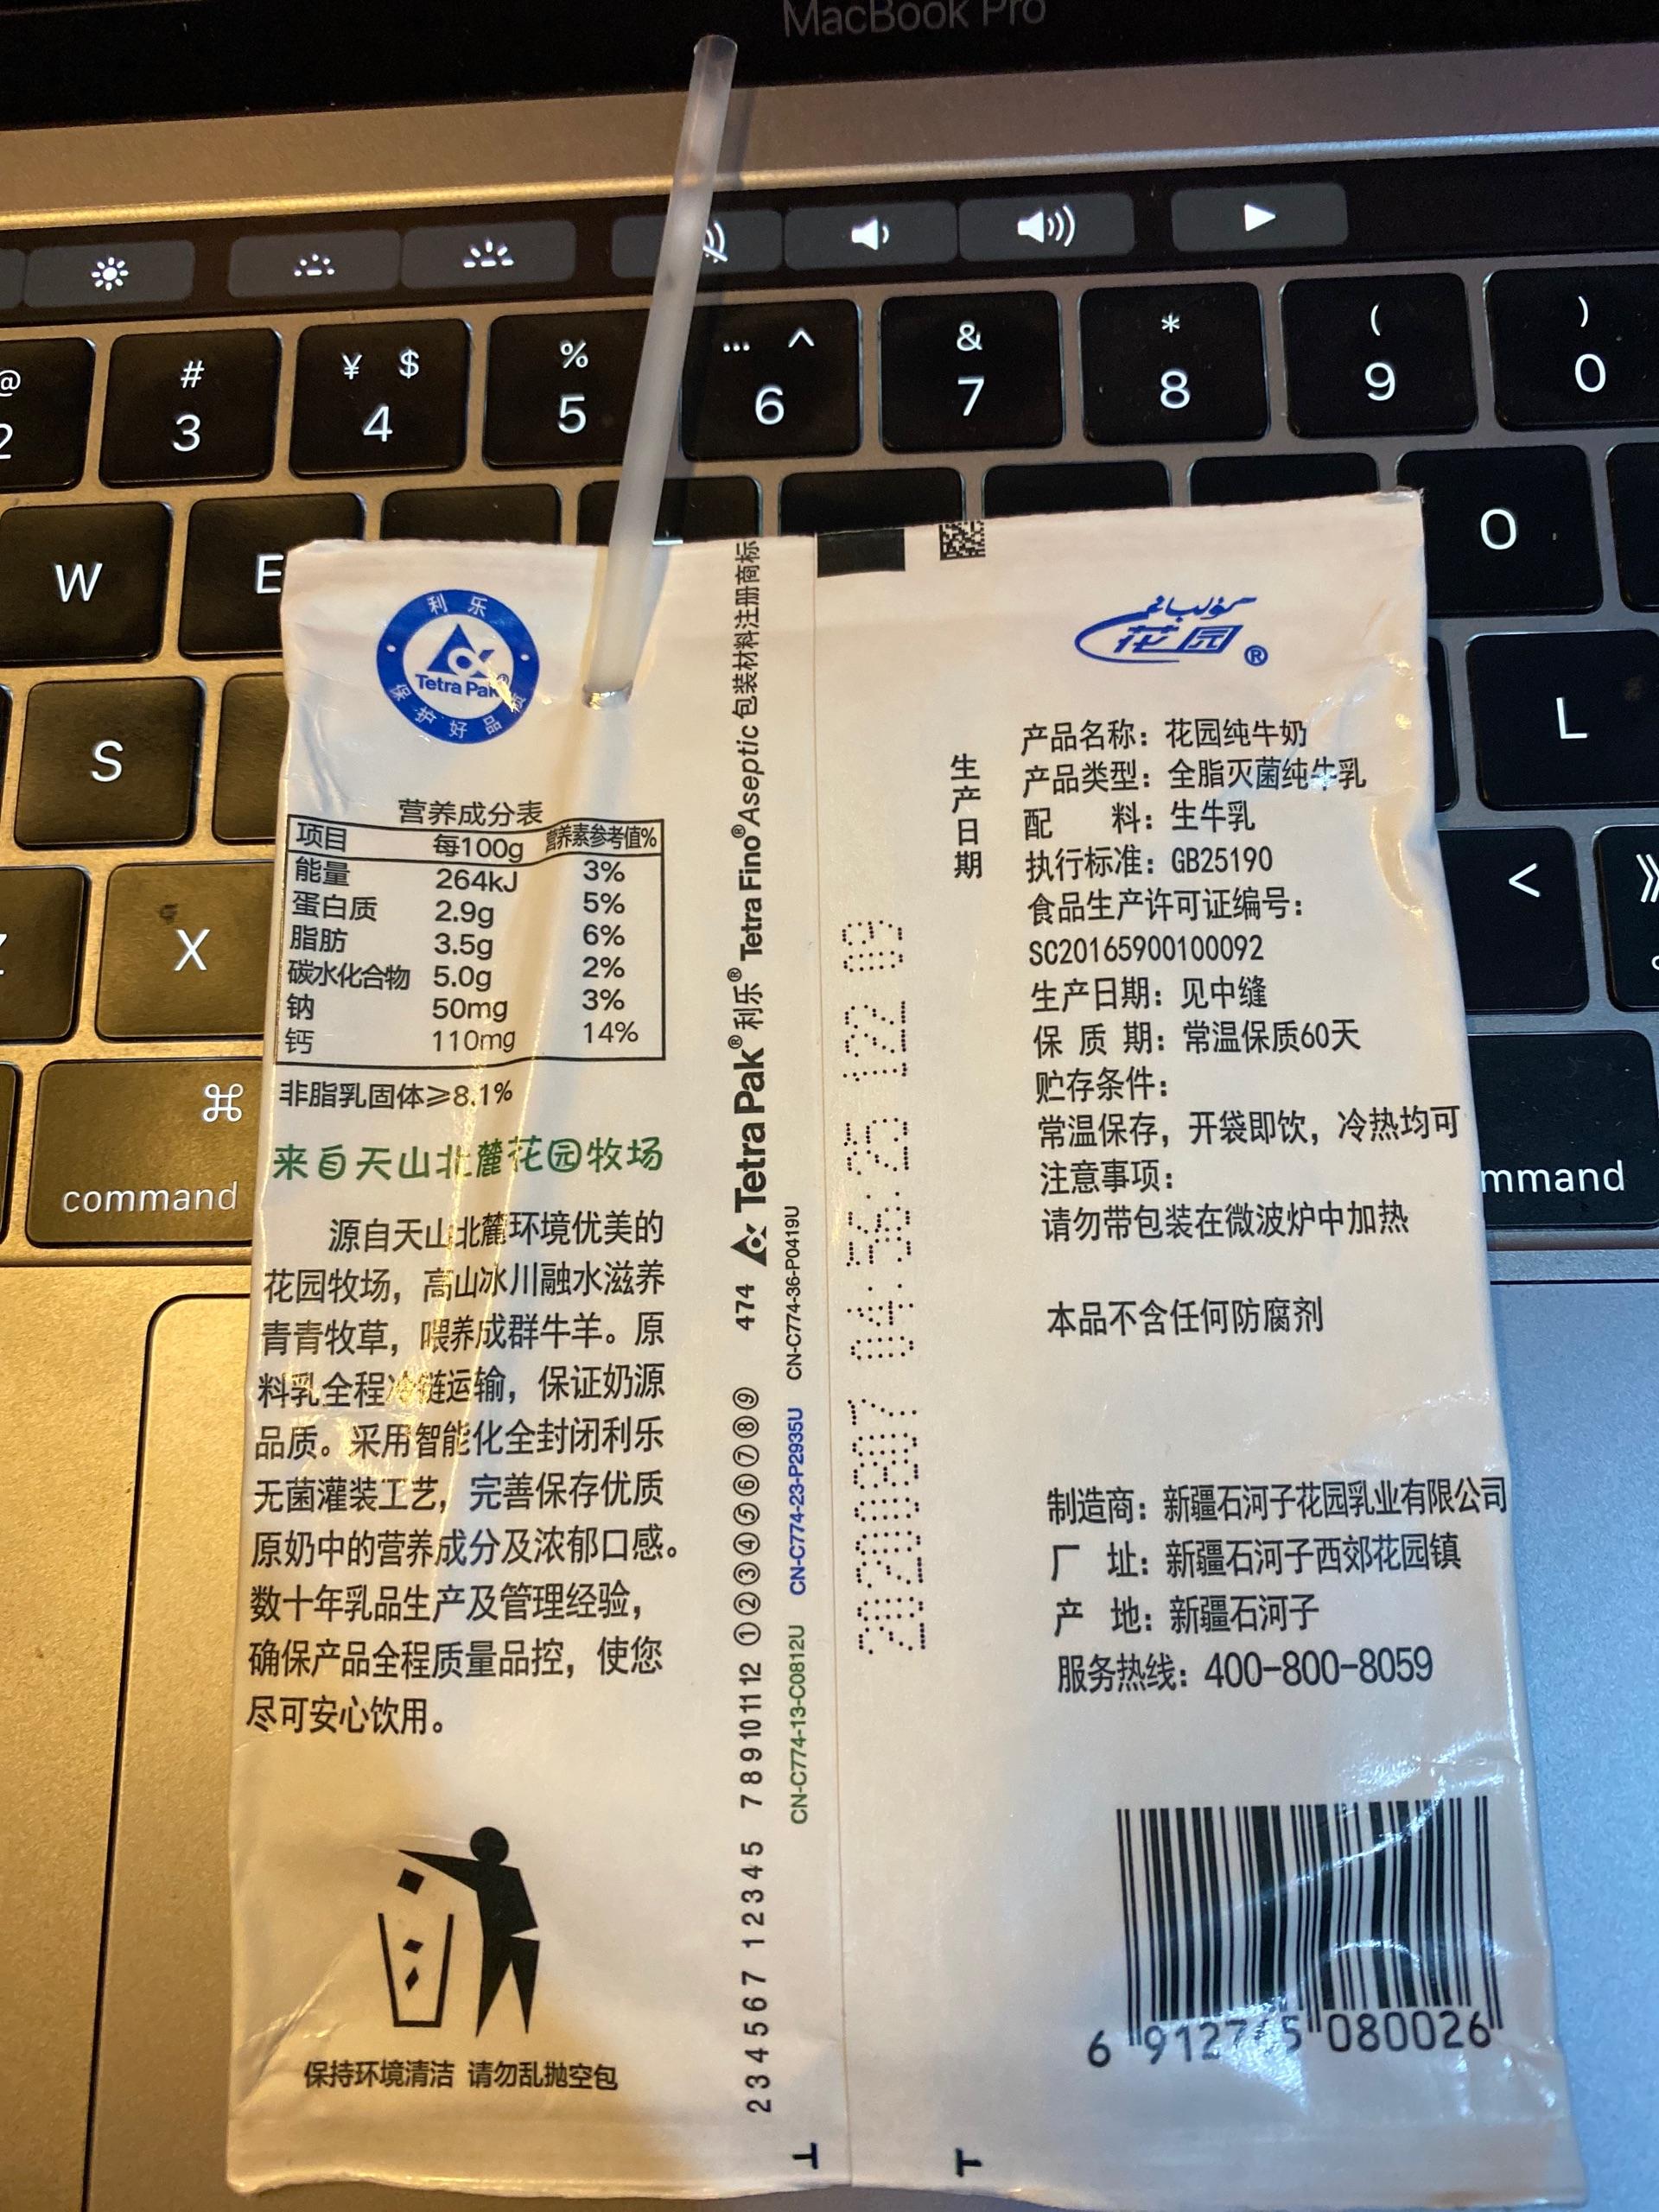 MacBook Pro
@
2
#
3
¥ $
4
%
5
… ^
6
&
7
*
8
(
9
)
0
W
E
O
S
L
X
<
⌘
command
mmand
利乐
Tetra Pak®
保护好品质
营养成分表
项目 每100g 营养素参考值%
能量 264kJ 3%
蛋白质 2.9g 5%
脂肪 3.5g 6%
碳水化合物 5.0g 2%
钠 50mg 3%
钙 110mg 14%
非脂乳固体≥8.1%
来自天山北麓花园牧场
源自天山北麓环境优美的
花园牧场，高山冰川融水滋养
青青牧草，喂养成群牛羊。原
料乳全程冷链运输，保证奶源
品质。采用智能化全封闭利乐
无菌灌装工艺，完善保存优质
原奶中的营养成分及浓郁口感。
数十年乳品生产及管理经验，
确保产品全程质量品控，使您
尽可安心饮用。
保持环境清洁 请勿乱抛空包
2 3 4 5 6 7 1 2 3 4 5 7 8 9 10 11 12 ①②③④⑤⑥⑦⑧⑨ 474 Tetra Pak® 利乐® Tetra Fino® Aseptic 包装材料注册商标
CN-C774-13-C0812U CN-C774-23-P2935U CN-C774-36-P0419U
生产日期
كۈلباغ
花园®
产品名称：花园纯牛奶
产品类型：全脂灭菌纯牛乳
配 料：生牛乳
执行标准：GB25190
食品生产许可证编号：
SC20165900100092
生产日期：见中缝
保 质 期：常温保质60天
贮存条件：
常温保存，开袋即饮，冷热均可
注意事项：
请勿带包装在微波炉中加热
本品不含任何防腐剂
制造商：新疆石河子花园乳业有限公司
厂 址：新疆石河子西郊花园镇
产 地：新疆石河子
服务热线：400-800-8059
6 080026